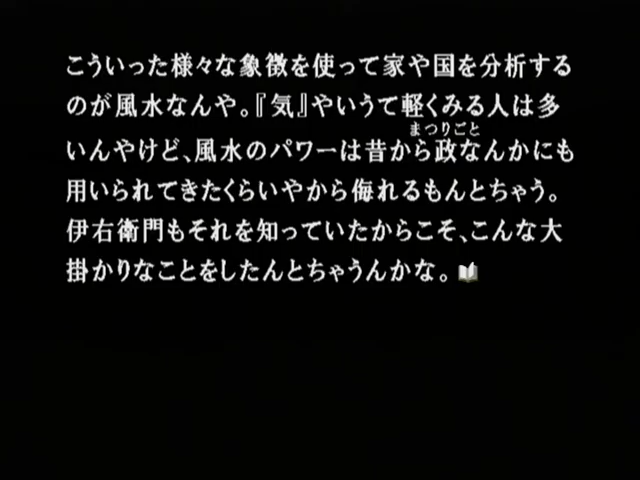 こういった様々な象徴を使って家や国を分析する
のが風水なんや。『気』やいうて軽くみる人は多
まつりごと
いんやけど、風水のパワーは昔から政なんかにも
用いられてきたくらいやから侮れるもんとちゃう。
伊右衛門もそれを知っていたからこそ、こんな大
掛かりなことをしたんとちゃうんかな。